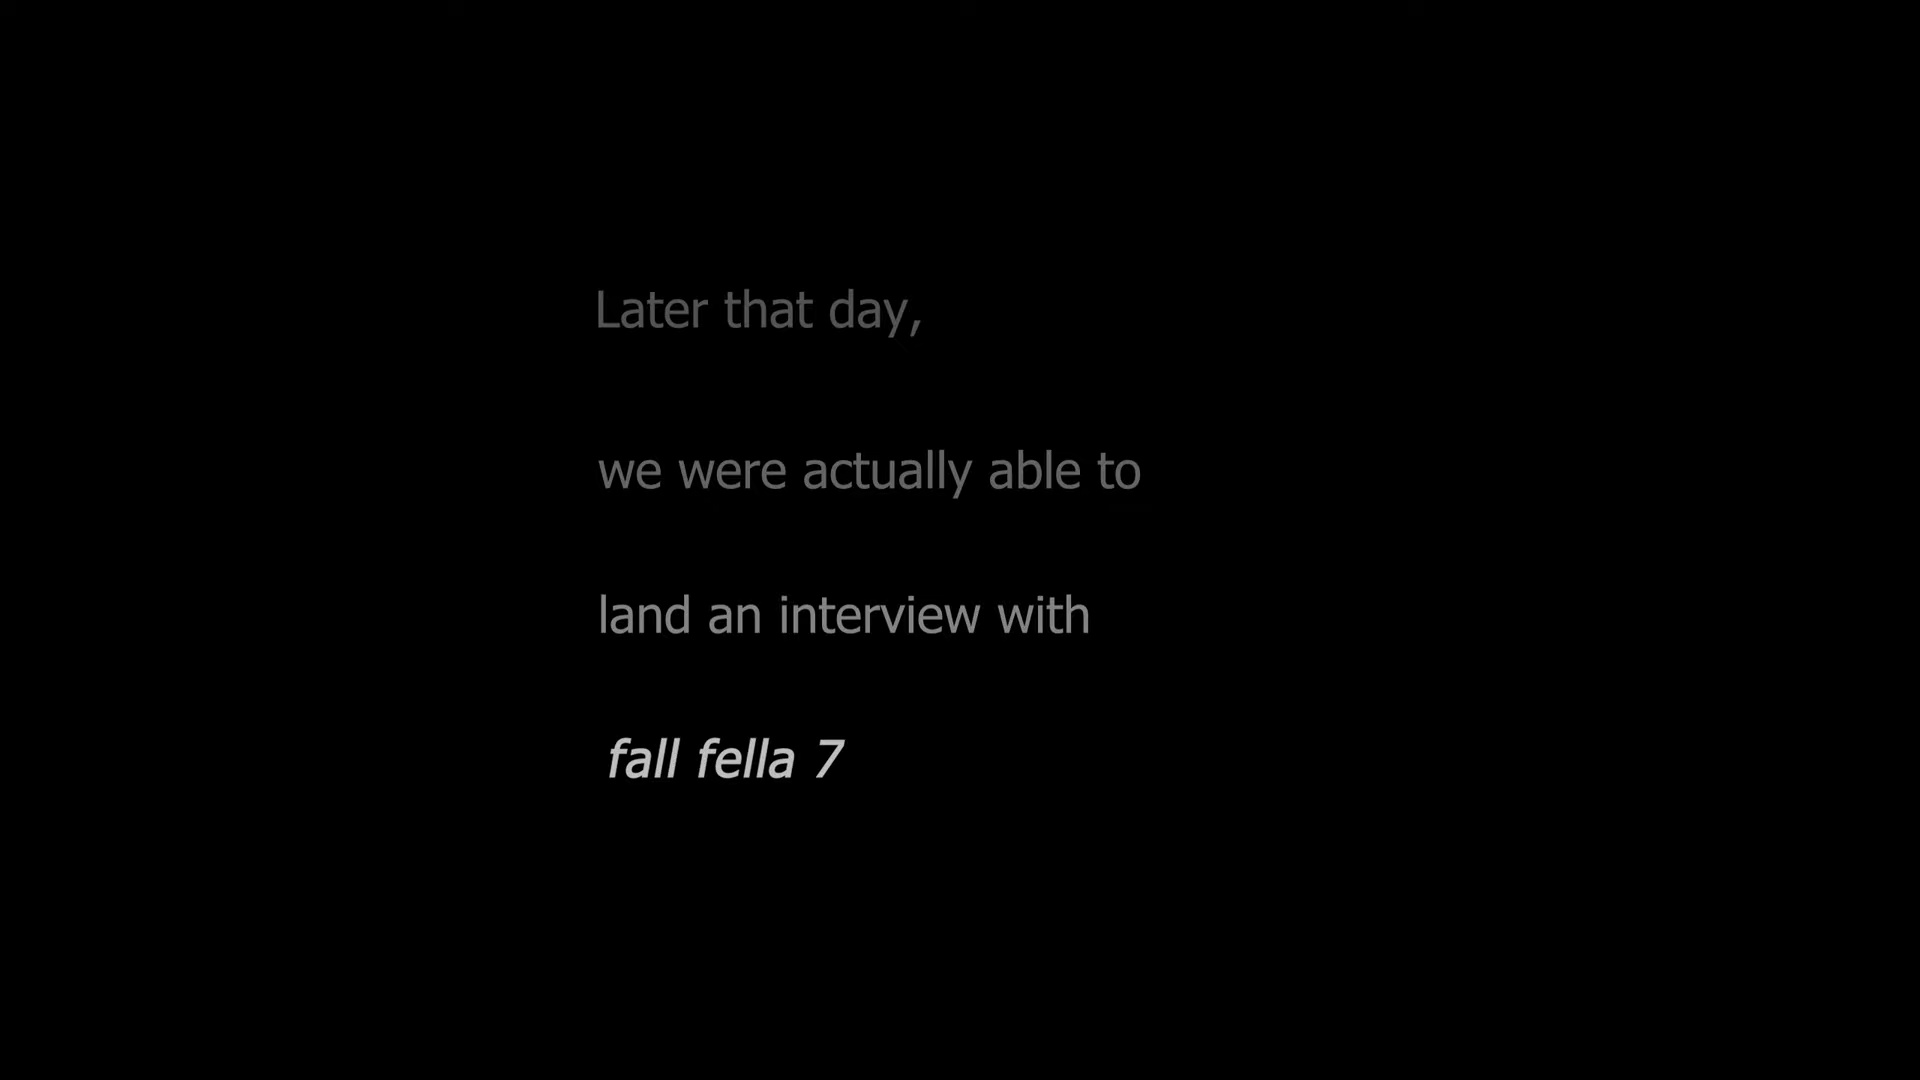 Later that day,
we were actually able to
land an interview with
fall fella 7